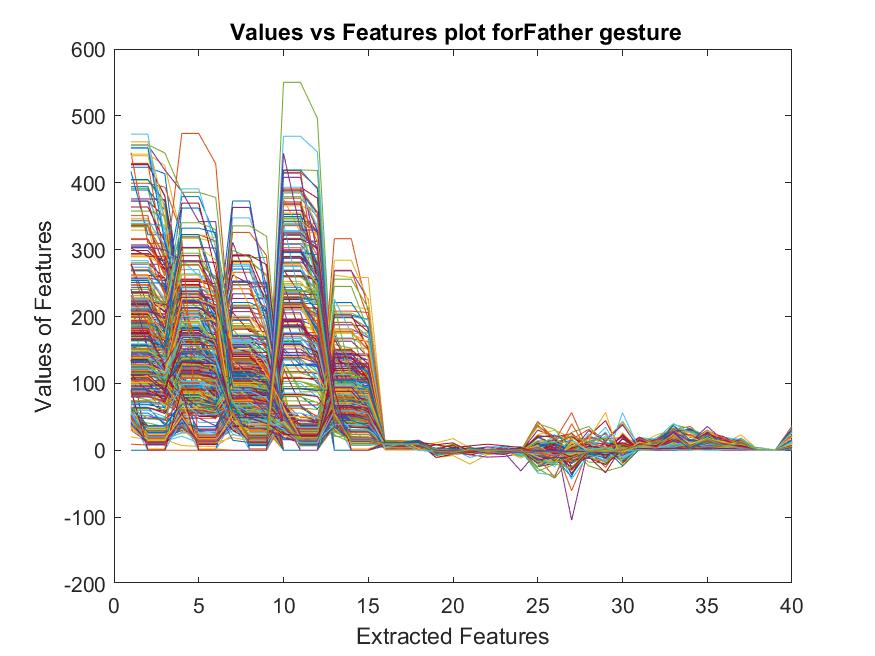 Values vs Features plot forFather gesture
600
500
400
300
200
100
0
-100
-200
Values of Features
0 5 10 15 20 25 30 35 40
Extracted Features